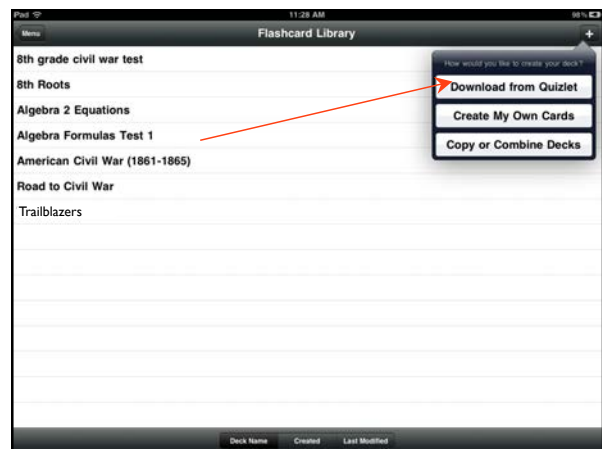 iPad 11:28 AM 98%
Menu Flashcard Library +
8th grade civil war test
8th Roots
Algebra 2 Equations
Algebra Formulas Test 1
American Civil War (1861-1865)
Road to Civil War
Trailblazers
How would you like to create your deck?
Download from Quizlet
Create My Own Cards
Copy or Combine Decks
Deck Name Created Last Modified